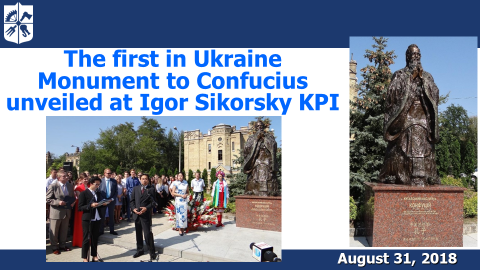 The first in Ukraine
Monument to Confucius
unveiled at Igor Sikorsky KPI
August 31, 2018